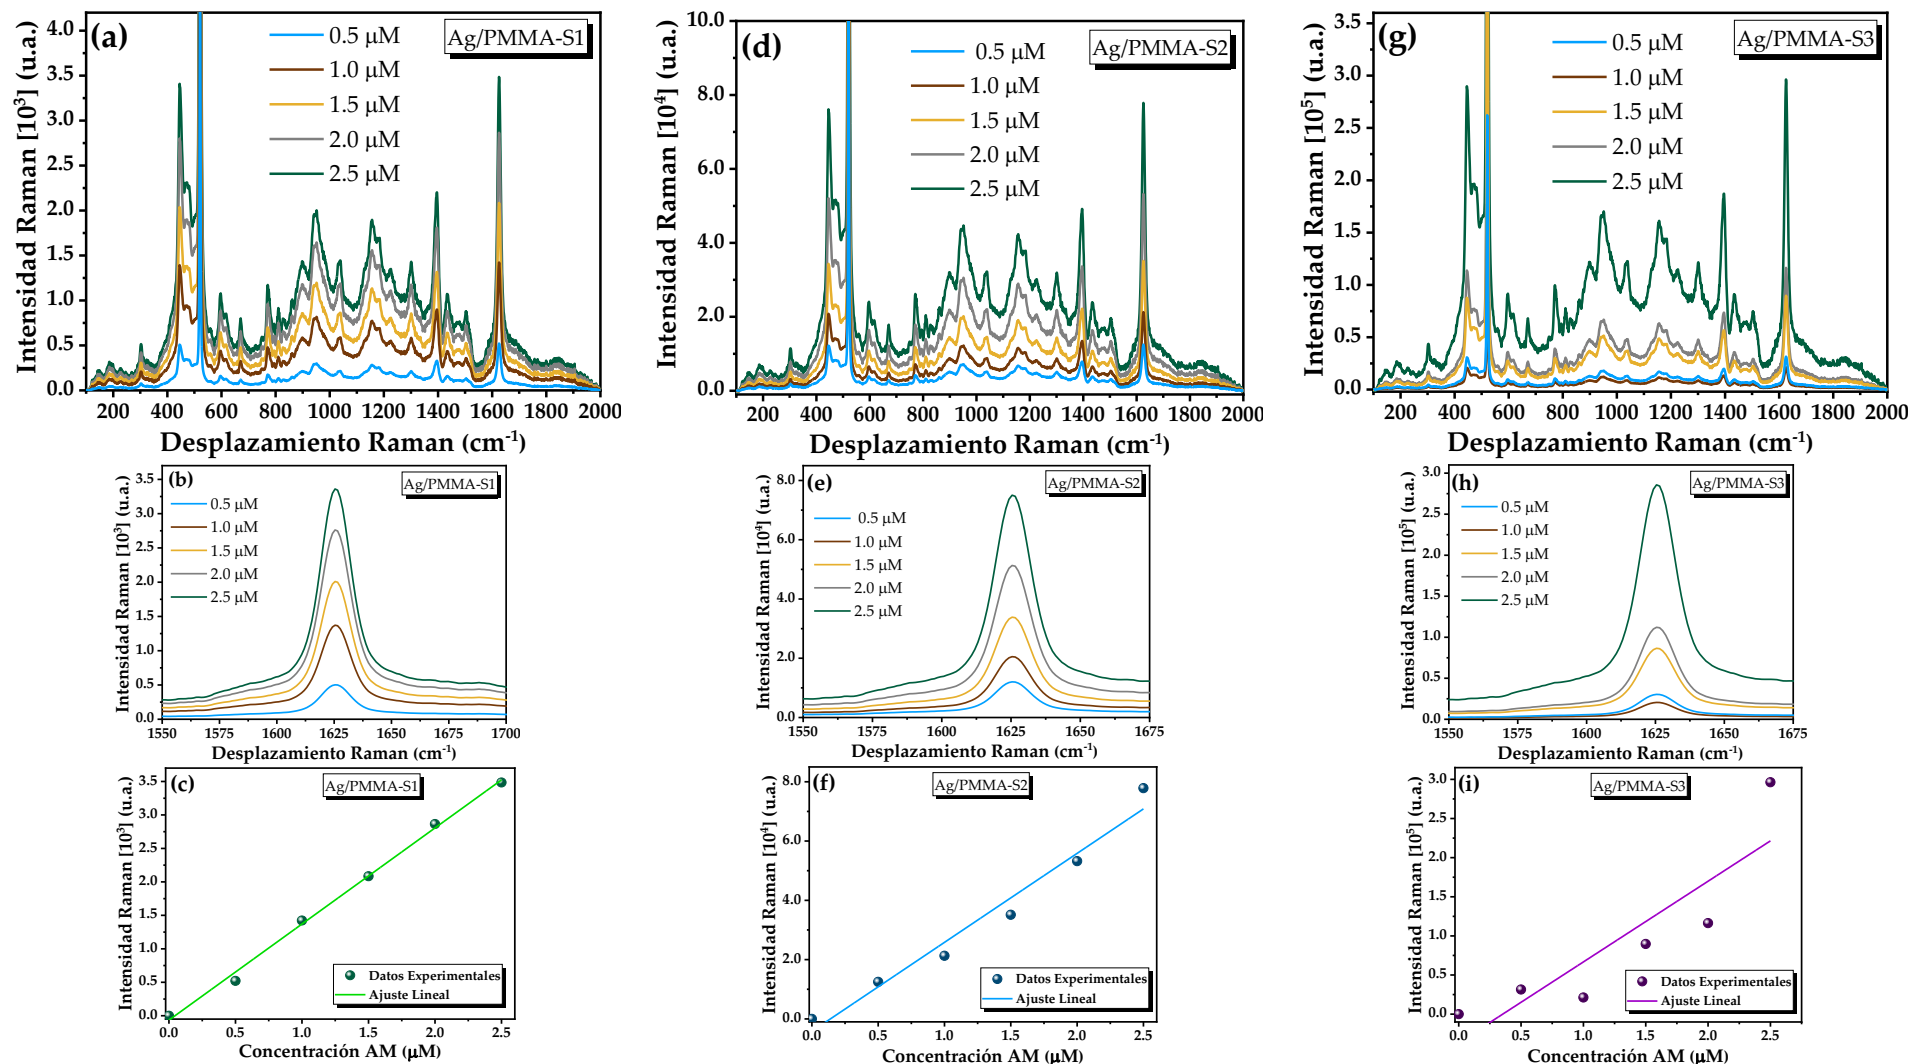 (a)
Ag/PMMA-S1
0.5 μM
1.0 μM
1.5 μM
2.0 μM
2.5 μM
Intensidad Raman [10³] (u.a.)
4.0
3.5
3.0
2.5
2.0
1.5
1.0
0.5
0.0
200 400 600 800 1000 1200 1400 1600 1800 2000
Desplazamiento Raman (cm⁻¹)
(d)
Ag/PMMA-S2
0.5 μM
1.0 μM
1.5 μM
2.0 μM
2.5 μM
Intensidad Raman [10⁴] (u.a.)
10.0
8.0
6.0
4.0
2.0
0.0
200 400 600 800 1000 1200 1400 1600 1800 2000
Desplazamiento Raman (cm⁻¹)
(g)
Ag/PMMA-S3
0.5 μM
1.0 μM
1.5 μM
2.0 μM
2.5 μM
Intensidad Raman [10⁵] (u.a.)
3.5
3.0
2.5
2.0
1.5
1.0
0.5
0.0
200 400 600 800 1000 1200 1400 1600 1800 2000
Desplazamiento Raman (cm⁻¹)
(b)
Ag/PMMA-S1
0.5 μM
1.0 μM
1.5 μM
2.0 μM
2.5 μM
Intensidad Raman [10³] (u.a.)
3.5
3.0
2.5
2.0
1.5
1.0
0.5
0.0
1550 1575 1600 1625 1650 1675 1700
Desplazamiento Raman (cm⁻¹)
(e)
Ag/PMMA-S2
0.5 μM
1.0 μM
1.5 μM
2.0 μM
2.5 μM
Intensidad Raman [10⁴] (u.a.)
8.0
7.0
4.0
2.0
0.0
1550 1575 1600 1625 1650 1675
Desplazamiento Raman (cm⁻¹)
(h)
Ag/PMMA-S3
0.5 μM
1.0 μM
1.5 μM
2.0 μM
2.5 μM
Intensidad Raman [10⁵] (u.a.)
3.0
2.5
2.0
1.5
1.0
0.5
0.0
1550 1575 1600 1625 1650 1675
Desplazamiento Raman (cm⁻¹)
(c)
Ag/PMMA-S1
Intensidad Raman [10³] (u.a.)
3.5
3.0
2.5
2.0
1.5
1.0
0.5
0.0
Datos Experimentales
Ajuste Lineal
0.0 0.5 1.0 1.5 2.0 2.5
Concentración AM (μM)
(f)
Ag/PMMA-S2
Intensidad Raman [10⁴] (u.a.)
8.0
6.0
4.0
2.0
0.0
Datos Experimentales
Ajuste Lineal
0.0 0.5 1.0 1.5 2.0 2.5
Concentración AM (μM)
(i)
Ag/PMMA-S3
Intensidad Raman [10⁵] (u.a.)
3.0
2.5
2.0
1.5
1.0
0.5
0.0
Datos Experimentales
Ajuste Lineal
0.0 0.5 1.0 1.5 2.0 2.5
Concentración AM (μM)